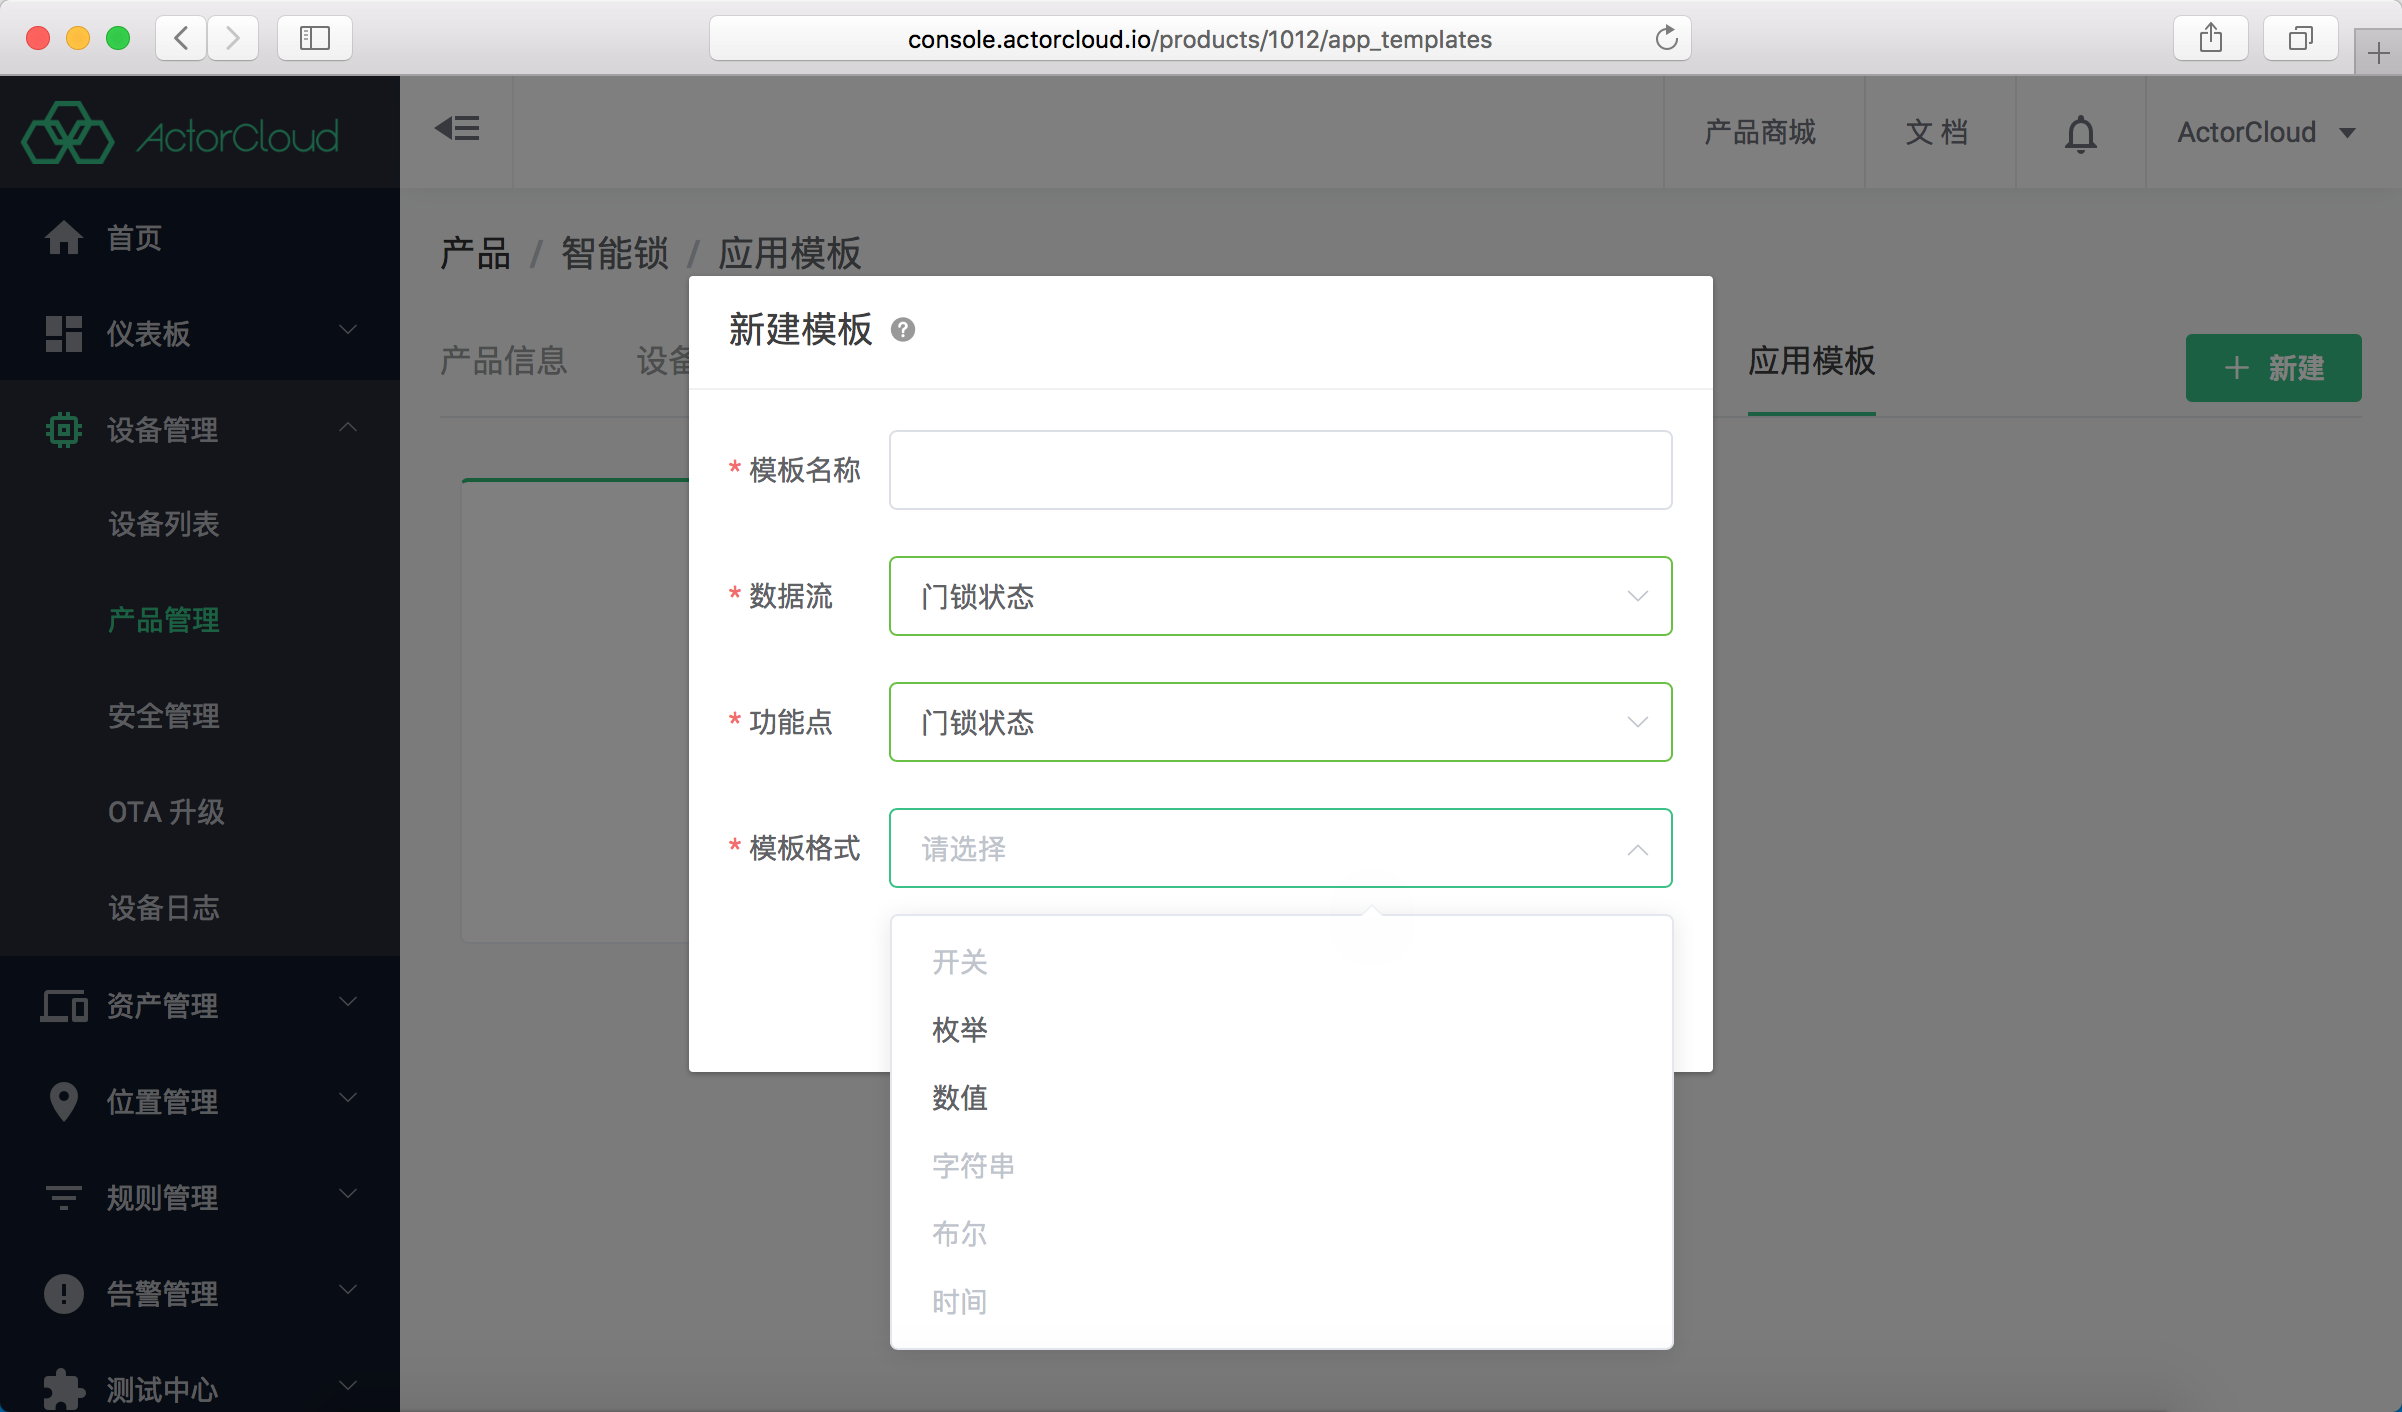 console.actorcloud.io/products/1012/app_templates
ActorCloud
产品商城
文 档
ActorCloud
首页
仪表板
设备管理
设备列表
产品管理
安全管理
OTA 升级
设备日志
资产管理
位置管理
规则管理
告警管理
测试中心
产品 / 智能锁 / 应用模板
产品信息
设备
应用模板
+ 新建
新建模板 ?
* 模板名称
* 数据流
门锁状态
* 功能点
门锁状态
* 模板格式
请选择
开关
枚举
数值
字符串
布尔
时间